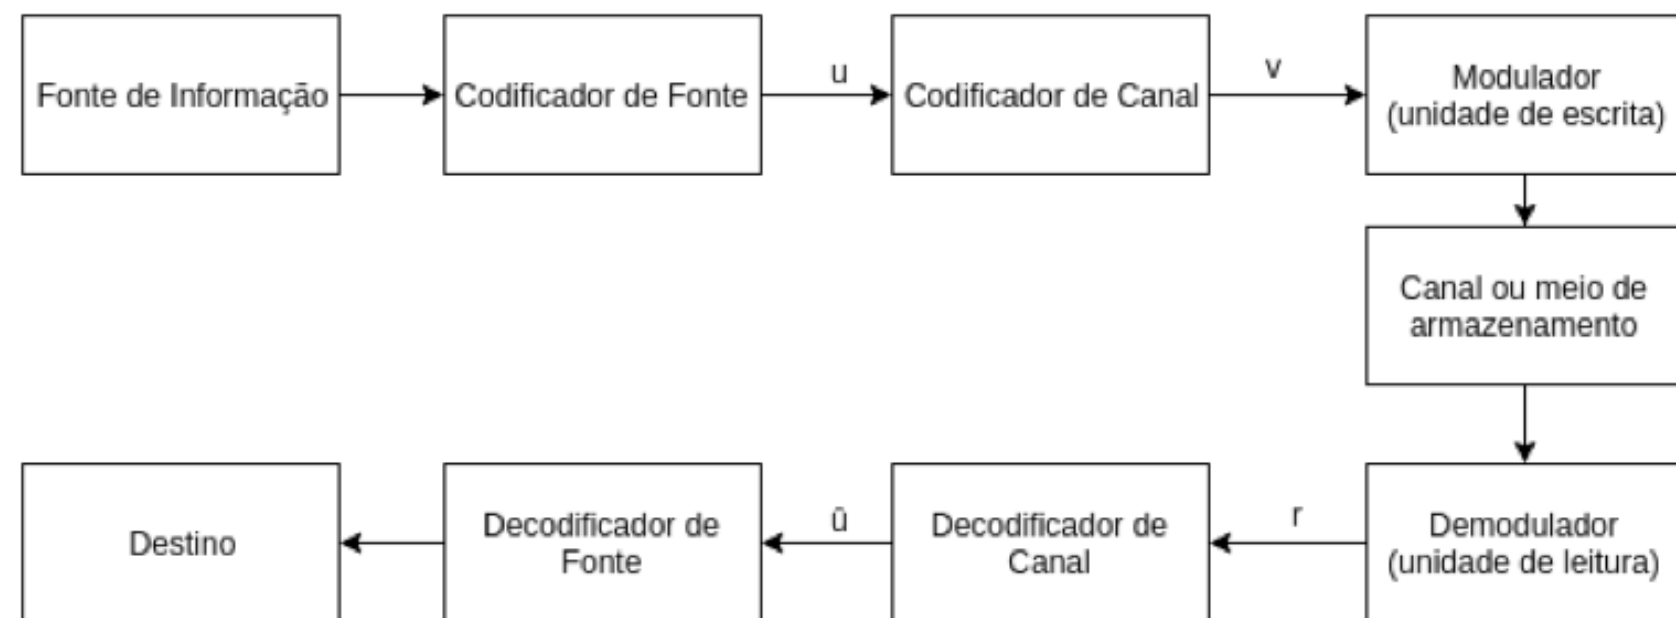 Fonte de Informação
Codificador de Fonte
u
Codificador de Canal
v
Modulador
(unidade de escrita)
Canal ou meio de
armazenamento
Destino
Decodificador de
Fonte
û
Decodificador de
Canal
r
Demodulador
(unidade de leitura)